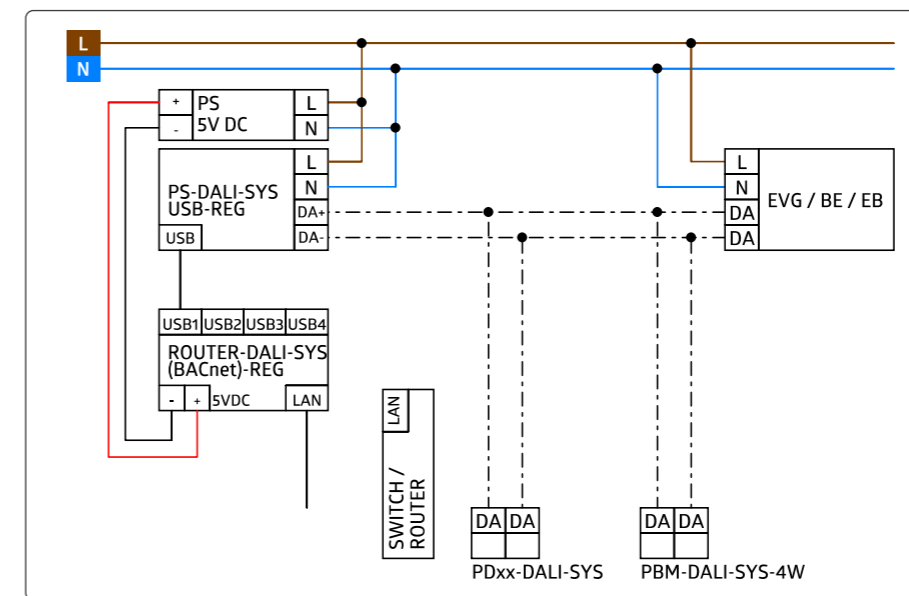 L
N
+ PS L
- 5V DC N
L
PS-DALI-SYS N
USB-REG DA+
USB DA-
L
N EVG / BE / EB
DA
DA
USB1 USB2 USB3 USB4
ROUTER-DALI-SYS
(BACnet)-REG
- + 5VDC LAN
LAN
SWITCH /
ROUTER
DA DA
PDxx-DALI-SYS
DA DA
PBM-DALI-SYS-4W